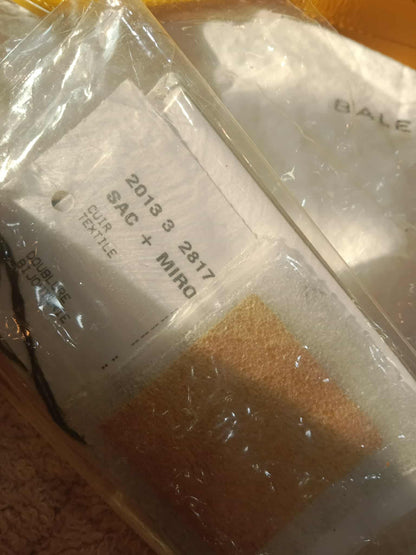 BALE
2013 3 2817
SAC + MIRO
CUIR
TEXTILE
DOUBLURE